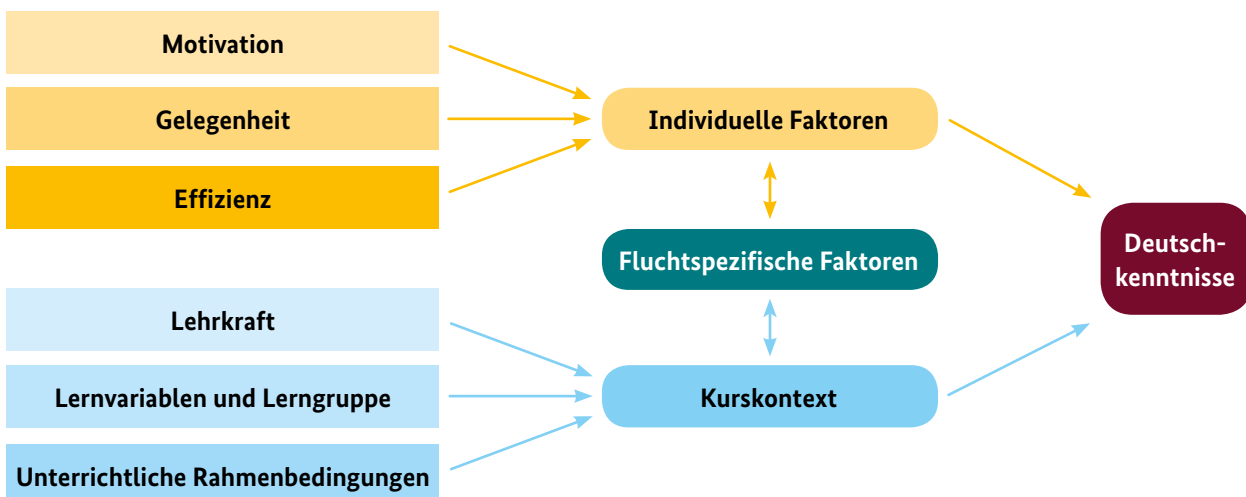 Motivation
Gelegenheit
Effizienz
Lehrkraft
Lernvariablen und Lerngruppe
Unterrichtliche Rahmenbedingungen
Individuelle Faktoren
Fluchtspezifische Faktoren
Kurskontext
Deutsch-
kenntnisse